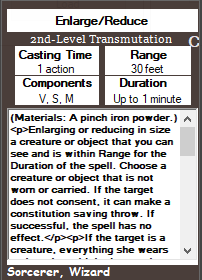 Enlarge/Reduce
2nd-Level Transmutation
C
Casting Time
1 action
Range
30 feet
Components
V, S, M
Duration
Up to 1 minute
(Materials: A pinch iron powder.)
<p>Enlarging or reducing in size
a creature or object that you can
see and is within Range for the
Duration of the spell. Choose a
creature or object that is not
worn or carried. If the target
does not consent, it can make a
constitution saving throw. If
successful, the spell has no
effect.</p><p>If the target is a
creature, everything she wears
Sorcerer, Wizard